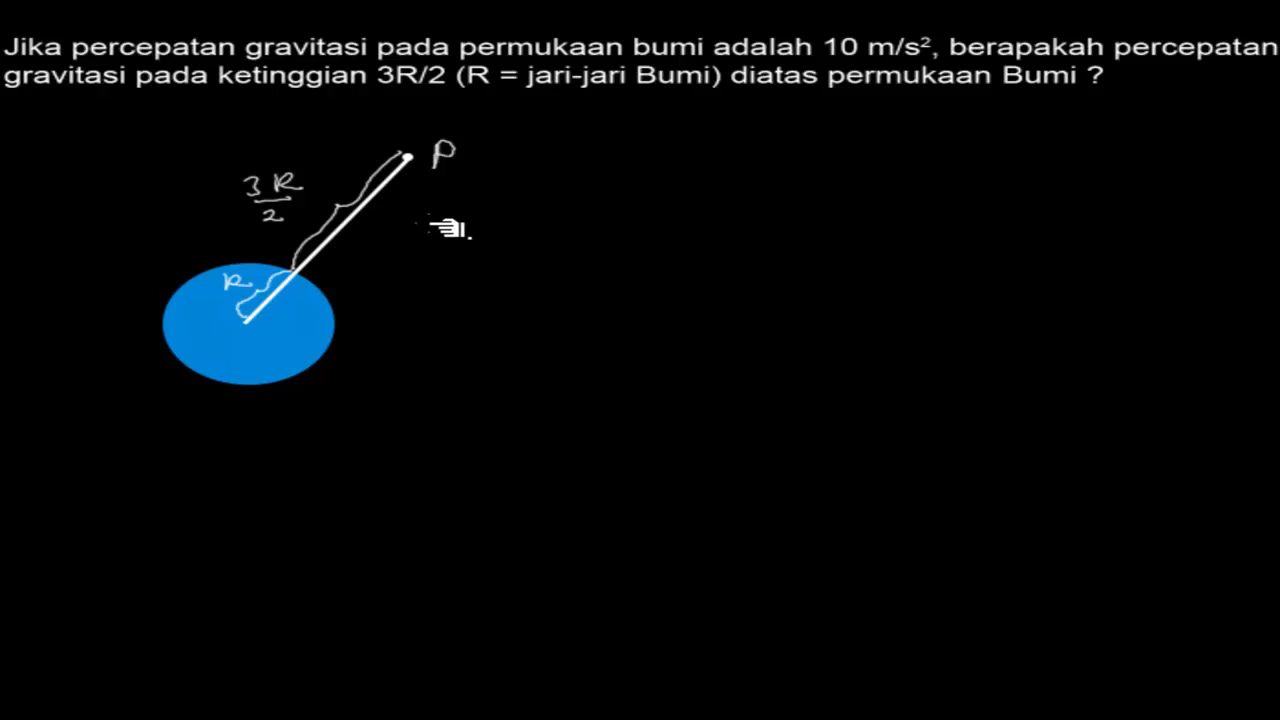 Jika percepatan gravitasi pada permukaan bumi adalah 10 m/s², berapakah percepatan
gravitasi pada ketinggian 3R/2 (R = jari-jari Bumi) diatas permukaan Bumi ?
P
3R
2
R